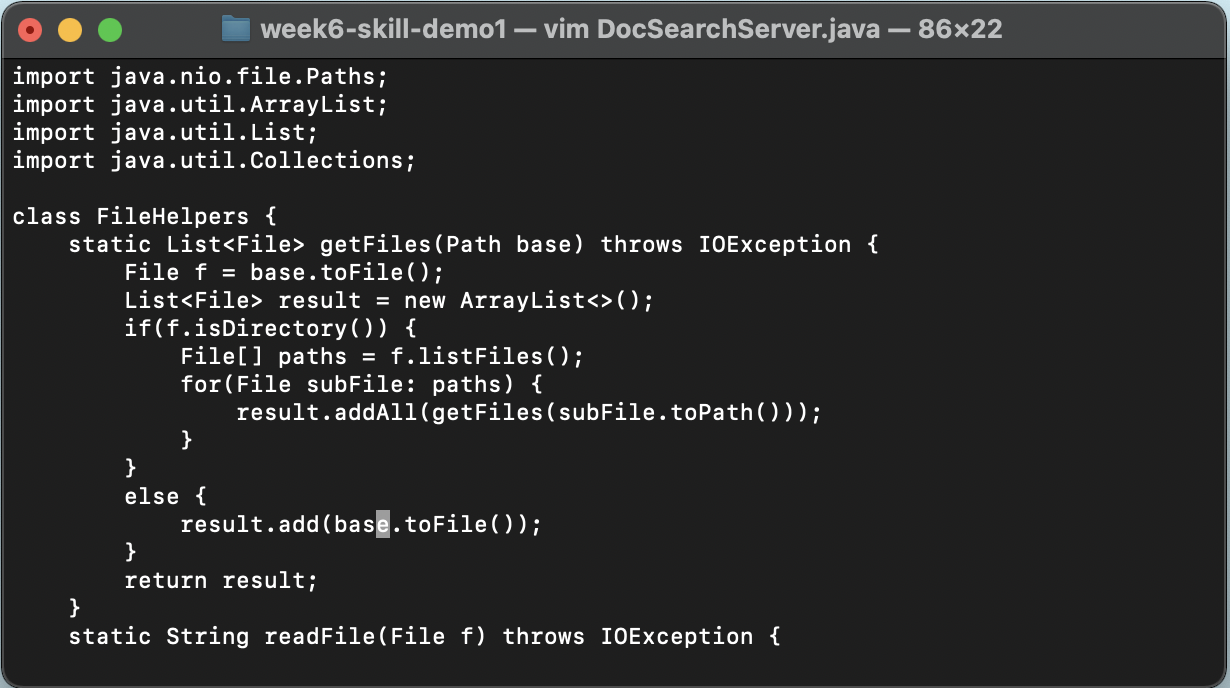 week6-skill-demo1 — vim DocSearchServer.java — 86×22
import java.nio.file.Paths;
import java.util.ArrayList;
import java.util.List;
import java.util.Collections;

class FileHelpers {
    static List<File> getFiles(Path base) throws IOException {
        File f = base.toFile();
        List<File> result = new ArrayList<>();
        if(f.isDirectory()) {
            File[] paths = f.listFiles();
            for(File subFile: paths) {
                result.addAll(getFiles(subFile.toPath()));
            }
        }
        else {
            result.add(base.toFile());
        }
        return result;
    }
    static String readFile(File f) throws IOException {